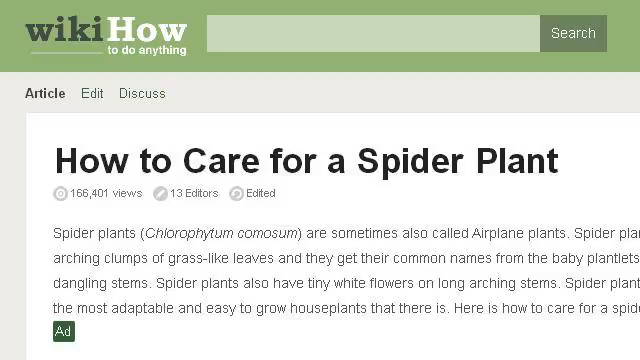 wikiHow
to do anything
Search
Article Edit Discuss
How to Care for a Spider Plant
166,401 views 13 Editors Edited
Spider plants (Chlorophytum comosum) are sometimes also called Airplane plants. Spider pla
arching clumps of grass-like leaves and they get their common names from the baby plantlets
dangling stems. Spider plants also have tiny white flowers on long arching stems. Spider plant
the most adaptable and easy to grow houseplants that there is. Here is how to care for a spide
Ad